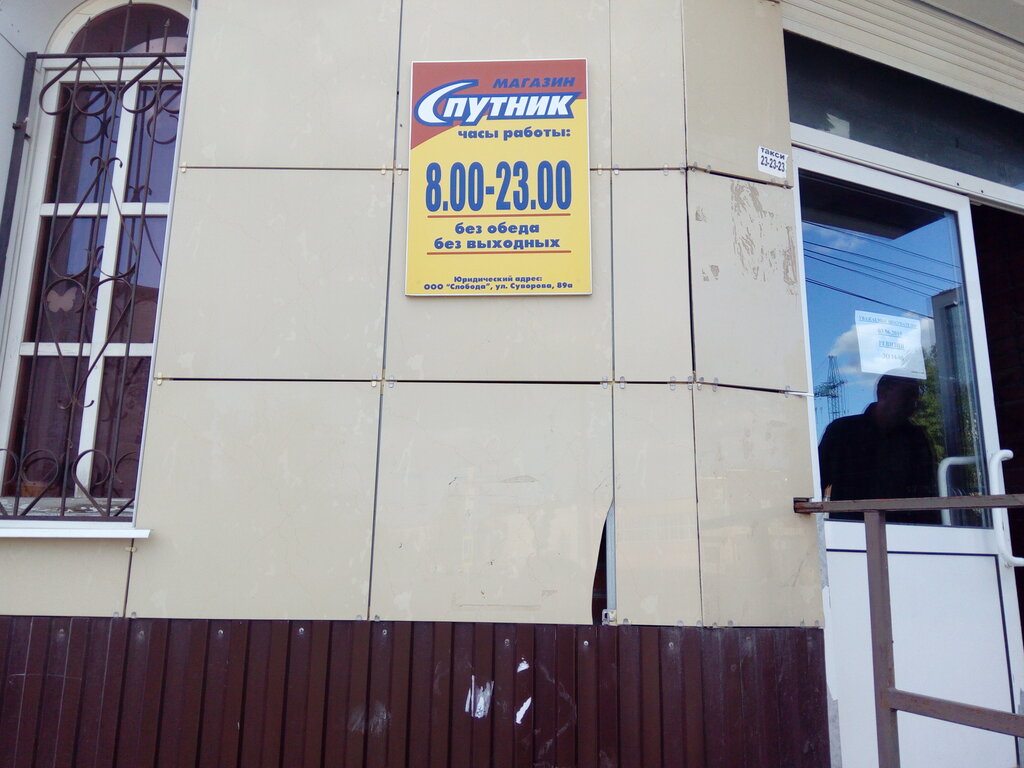 МАГАЗИН
Спутник
часы работы:
8.00-23.00
без обеда
без выходных
Юридический адрес:
ООО "Слобода", ул. Суворова, 89а
такси
23-23-23